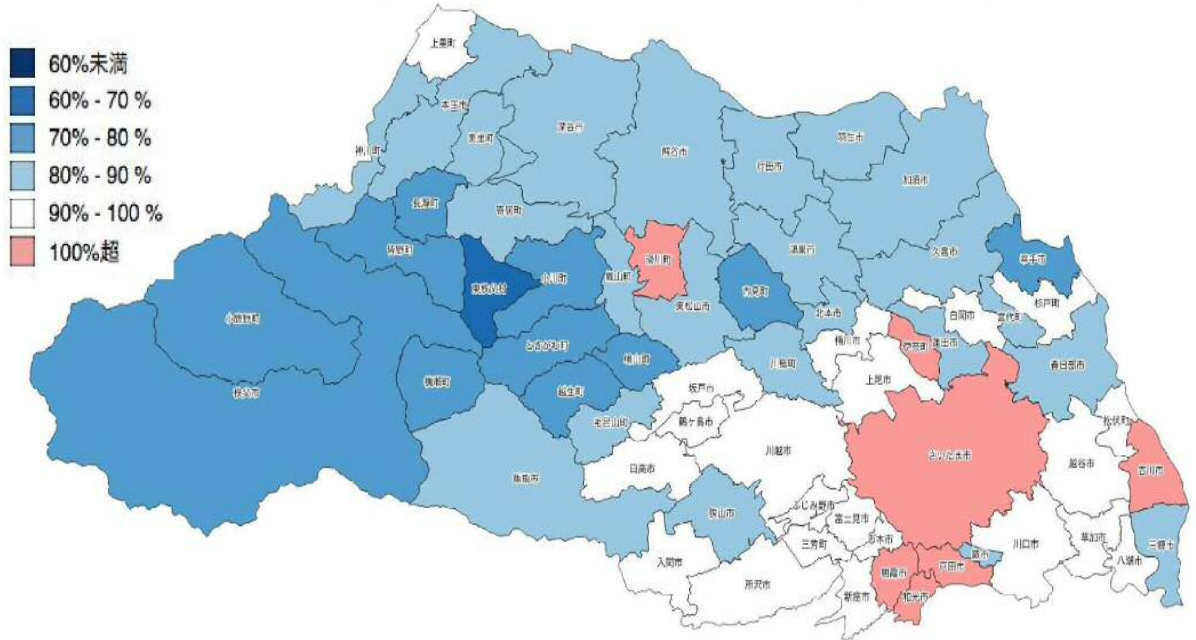 60%未満
60% - 70 %
70% - 80 %
80% - 90 %
90% - 100 %
100%超
上里町
本庄市
美里町
神川町
深谷市
熊谷市
行田市
羽生市
加須市
長瀞町
寄居町
皆野町
東秩父村
小川町
嵐山町
滑川町
東松山市
吉見町
鴻巣市
久喜市
幸手市
杉戸町
白岡市
宮代町
北本市
桶川市
伊奈町
蓮田市
春日部市
小鹿野町
秩父市
横瀬町
ときがわ町
鳩山町
越生町
毛呂山町
川島町
上尾市
坂戸市
鶴ヶ島市
日高市
川越市
さいたま市
越谷市
松伏町
吉川市
飯能市
狭山市
入間市
所沢市
ふじみ野市
富士見市
三芳町
志木市
新座市
朝霞市
和光市
戸田市
蕨市
川口市
草加市
八潮市
三郷市